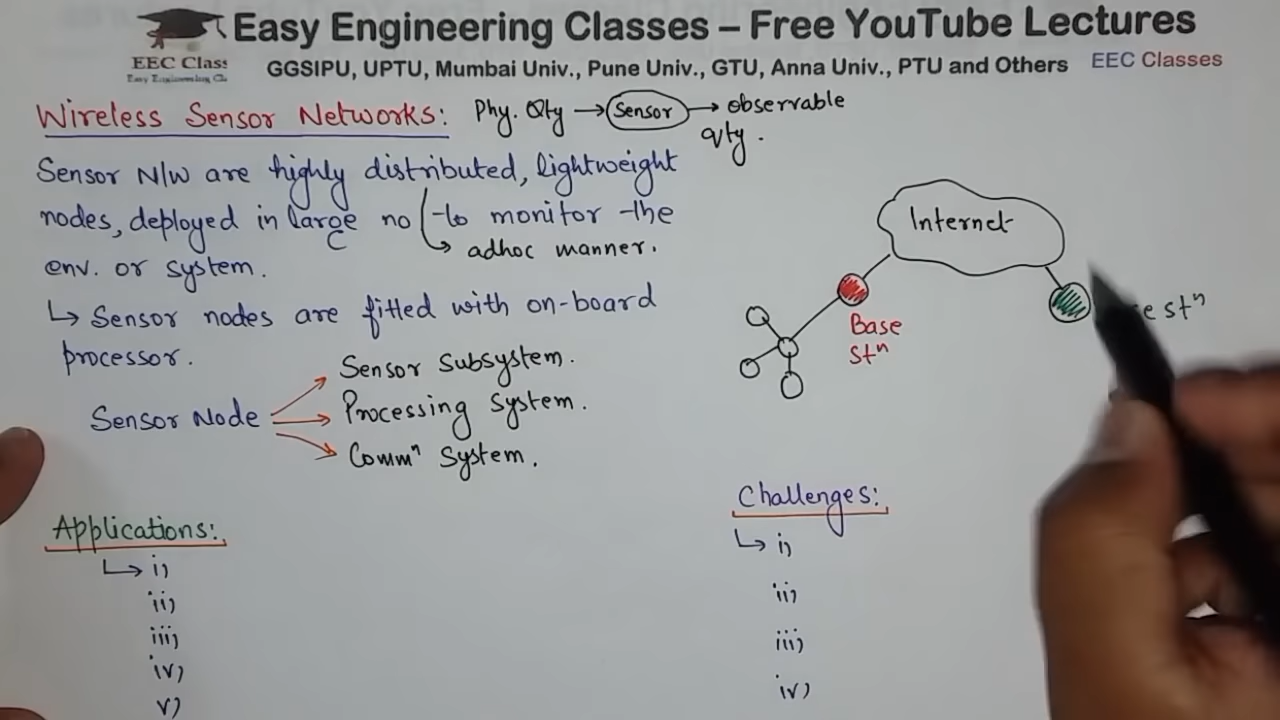 Easy Engineering Classes – Free YouTube Lectures
EEC Class
GGSIPU, UPTU, Mumbai Univ., Pune Univ., GTU, Anna Univ., PTU and Others
EEC Classes
Wireless Sensor Networks: Phy. Qty → Sensor → observable
qty.
Sensor N/W are highly distributed, lightweight
nodes, deployed in large no to monitor the
↳ adhoc manner.
env. or system.
↳ Sensor nodes are fitted with on-board
processor.
Sensor Node
Sensor Subsystem.
Processing System.
Commⁿ System.
Internet
Base
Stⁿ
stⁿ
Applications:
↳ i)
ii)
iii)
iv)
v)
Challenges:
↳ i)
ii)
iii)
iv)